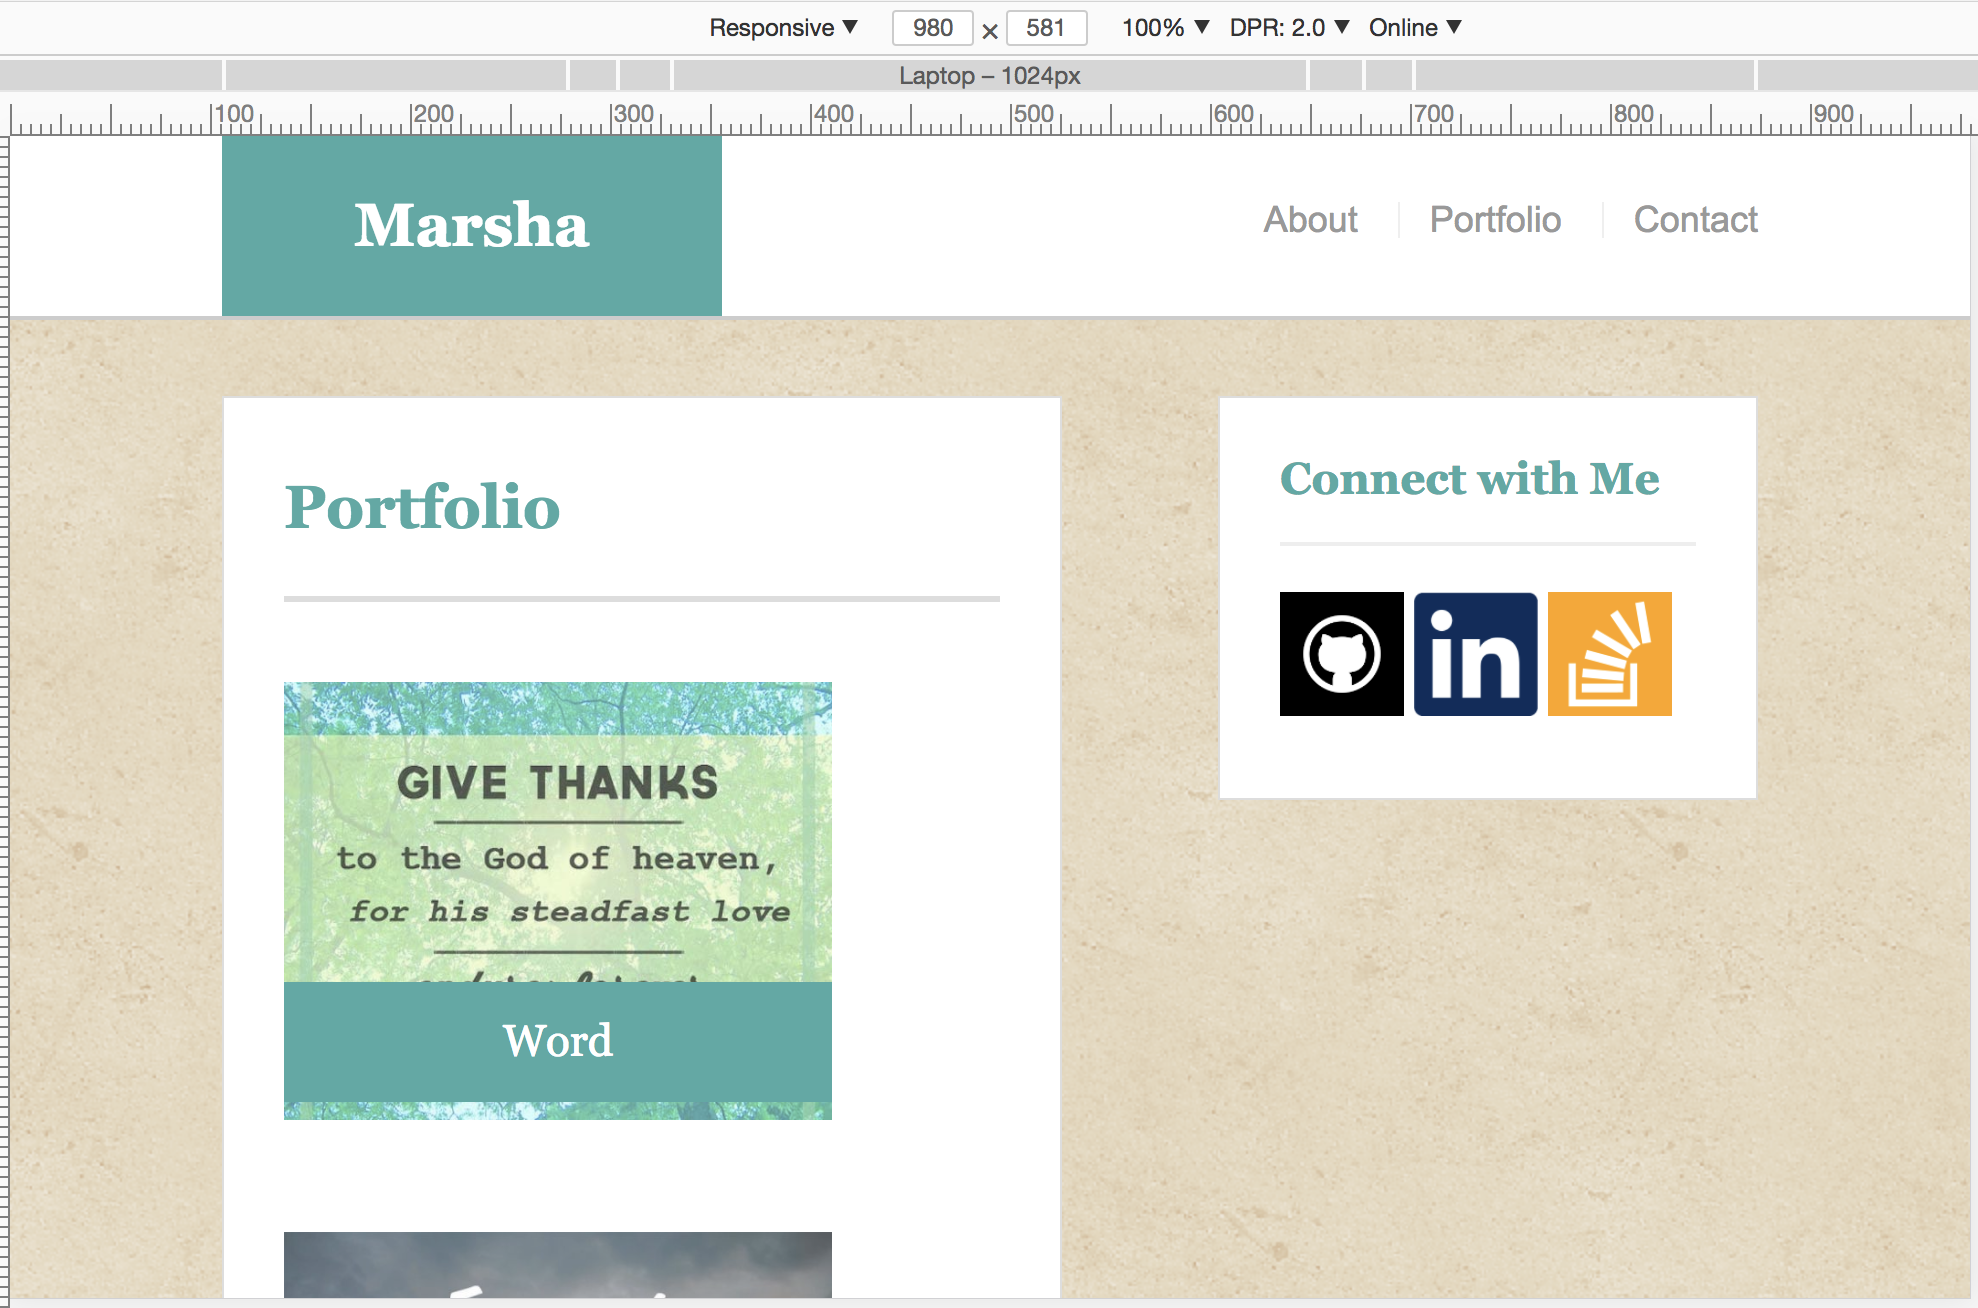 Responsive ▼ 980 × 581 100% ▼ DPR: 2.0 ▼ Online ▼
Laptop – 1024px
100 200 300 400 500 600 700 800 900
Marsha
About Portfolio Contact
Portfolio
GIVE THANKS
to the God of heaven,
for his steadfast love
Word
Connect with Me
in